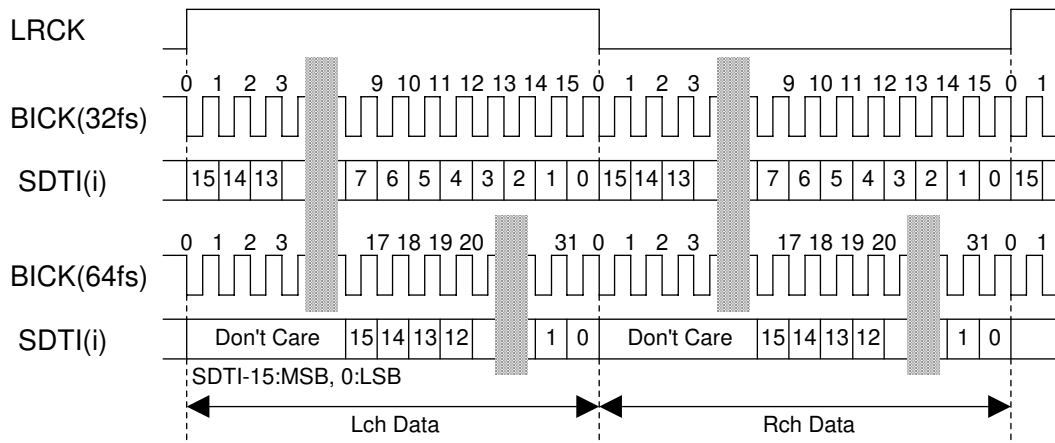 LRCK
0 1 2 3 9 10 11 12 13 14 15 0 1 2 3 9 10 11 12 13 14 15 0 1
BICK(32fs)
SDTI(i) 15 14 13 7 6 5 4 3 2 1 0 15 14 13 7 6 5 4 3 2 1 0 15
0 1 2 3 17 18 19 20 31 0 1 2 3 17 18 19 20 31 0 1
BICK(64fs)
SDTI(i) Don't Care 15 14 13 12 1 0 Don't Care 15 14 13 12 1 0
SDTI-15:MSB, 0:LSB
Lch Data Rch Data